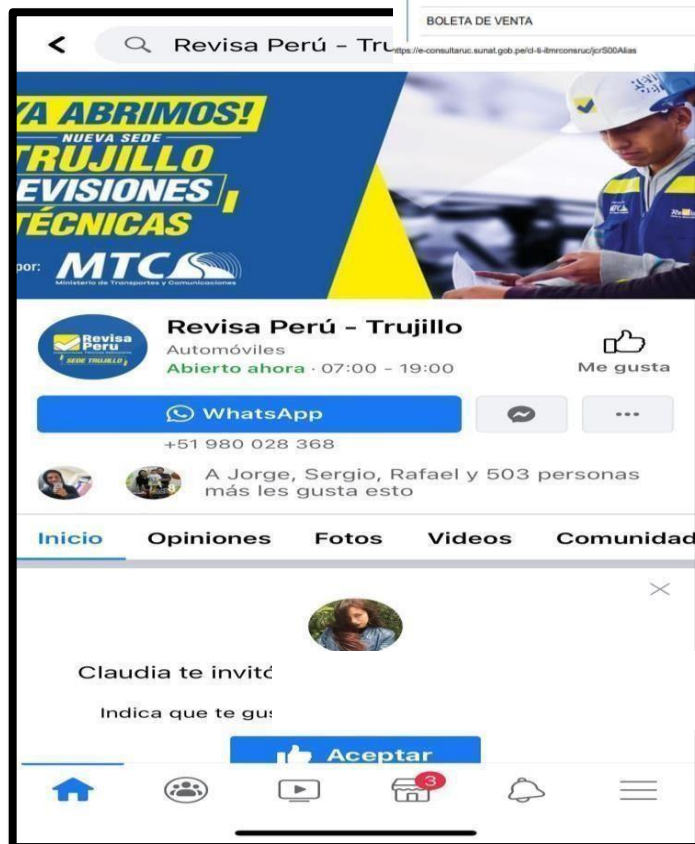 BOLETA DE VENTA
https://e-consultaruc.sunat.gob.pe/cl-ti-itmrconsruc/jcrS00Alias
Revisa Perú - Tru
YA ABRIMOS!
NUEVA SEDE
TRUJILLO
EVISIONES
TÉCNICAS
por: MTC
Ministerio de Transportes y Comunicaciones
MTC
Revisa
Peru
SEDE TRUJILLO
Revisa Perú - Trujillo
Automóviles
Abierto ahora · 07:00 - 19:00
Me gusta
WhatsApp
+51 980 028 368
A Jorge, Sergio, Rafael y 503 personas
más les gusta esto
Inicio Opiniones Fotos Videos Comunidad
Claudia te invitó
Indica que te gus
Aceptar
3